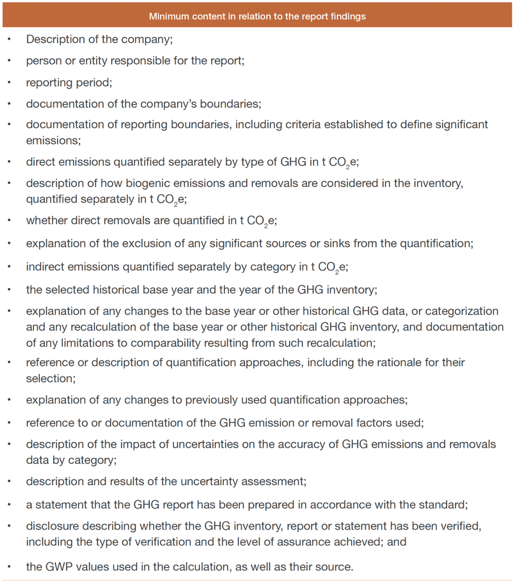 Minimum content in relation to the report findings
• Description of the company;
• person or entity responsible for the report;
• reporting period;
• documentation of the company's boundaries;
• documentation of reporting boundaries, including criteria established to define significant
emissions;
• direct emissions quantified separately by type of GHG in t CO₂e;
• description of how biogenic emissions and removals are considered in the inventory,
quantified separately in t CO₂e;
• whether direct removals are quantified in t CO₂e;
• explanation of the exclusion of any significant sources or sinks from the quantification;
• indirect emissions quantified separately by category in t CO₂e;
• the selected historical base year and the year of the GHG inventory;
• explanation of any changes to the base year or other historical GHG data, or categorization
and any recalculation of the base year or other historical GHG inventory, and documentation
of any limitations to comparability resulting from such recalculation;
• reference or description of quantification approaches, including the rationale for their
selection;
• explanation of any changes to previously used quantification approaches;
• reference to or documentation of the GHG emission or removal factors used;
• description of the impact of uncertainties on the accuracy of GHG emissions and removals
data by category;
• description and results of the uncertainty assessment;
• a statement that the GHG report has been prepared in accordance with the standard;
• disclosure describing whether the GHG inventory, report or statement has been verified,
including the type of verification and the level of assurance achieved; and
• the GWP values used in the calculation, as well as their source.